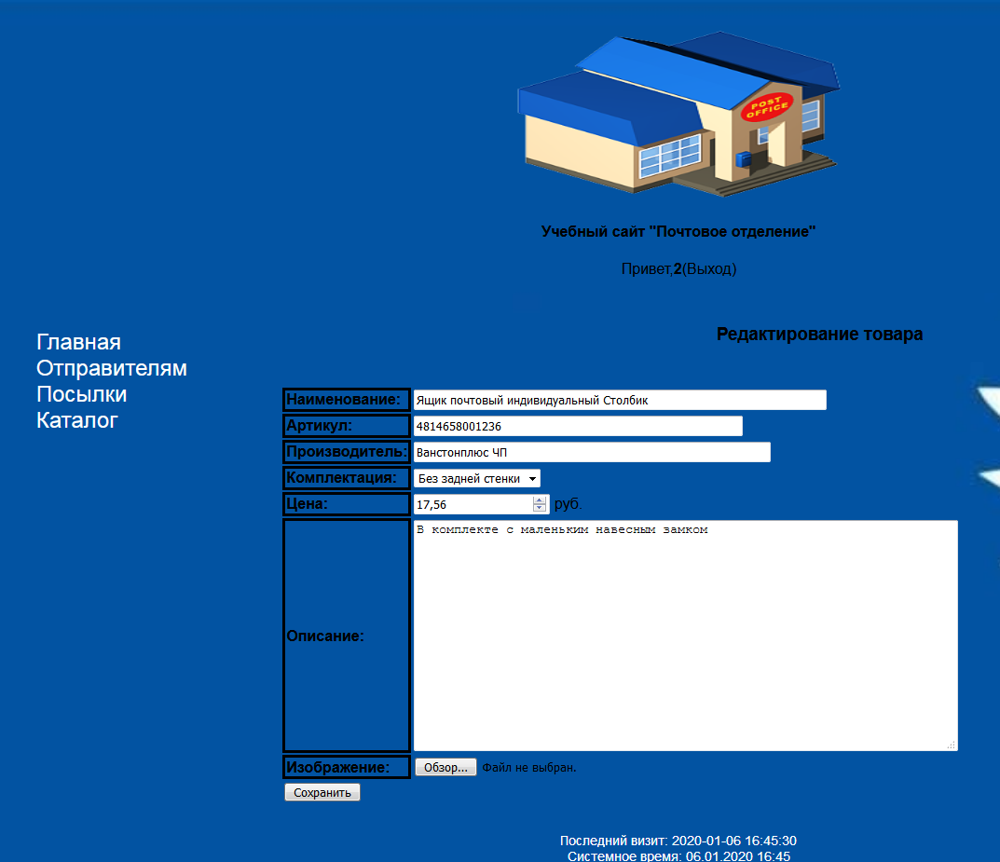 POST
OFFICE
Учебный сайт "Почтовое отделение"
Привет,2(Выход)
Главная
Отправителям
Посылки
Каталог
Редактирование товара
Наименование: Ящик почтовый индивидуальный Столбик
Артикул: 4814658001236
Производитель: Ванстонплюс ЧП
Комплектация: Без задней стенки
Цена: 17,56 руб.
Описание: В комплекте с маленьким навесным замком
Изображение: Обзор... Файл не выбран.
Сохранить
Последний визит: 2020-01-06 16:45:30
Системное время: 06.01.2020 16:45